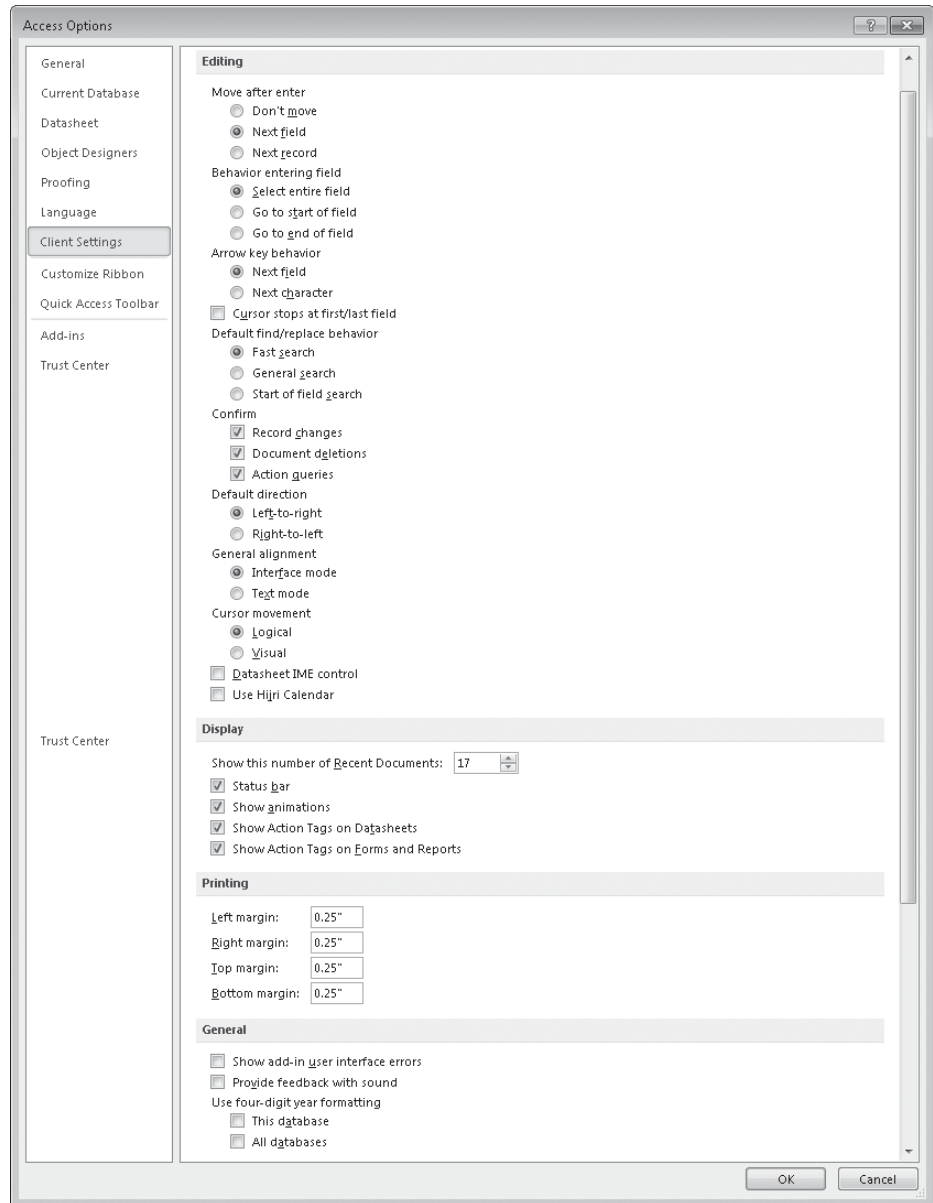 Access Options
General
Current Database
Datasheet
Object Designers
Proofing
Language
Client Settings
Customize Ribbon
Quick Access Toolbar
Add-ins
Trust Center
Trust Center
Editing
Move after enter
Don't move
Next field
Next record
Behavior entering field
Select entire field
Go to start of field
Go to end of field
Arrow key behavior
Next field
Next character
Cursor stops at first/last field
Default find/replace behavior
Fast search
General search
Start of field search
Confirm
Record changes
Document deletions
Action queries
Default direction
Left-to-right
Right-to-left
General alignment
Interface mode
Text mode
Cursor movement
Logical
Visual
Datasheet IME control
Use Hijri Calendar
Display
Show this number of Recent Documents: 17
Status bar
Show animations
Show Action Tags on Datasheets
Show Action Tags on Forms and Reports
Printing
Left margin: 0.25"
Right margin: 0.25"
Top margin: 0.25"
Bottom margin: 0.25"
General
Show add-in user interface errors
Provide feedback with sound
Use four-digit year formatting
This database
All databases
OK Cancel